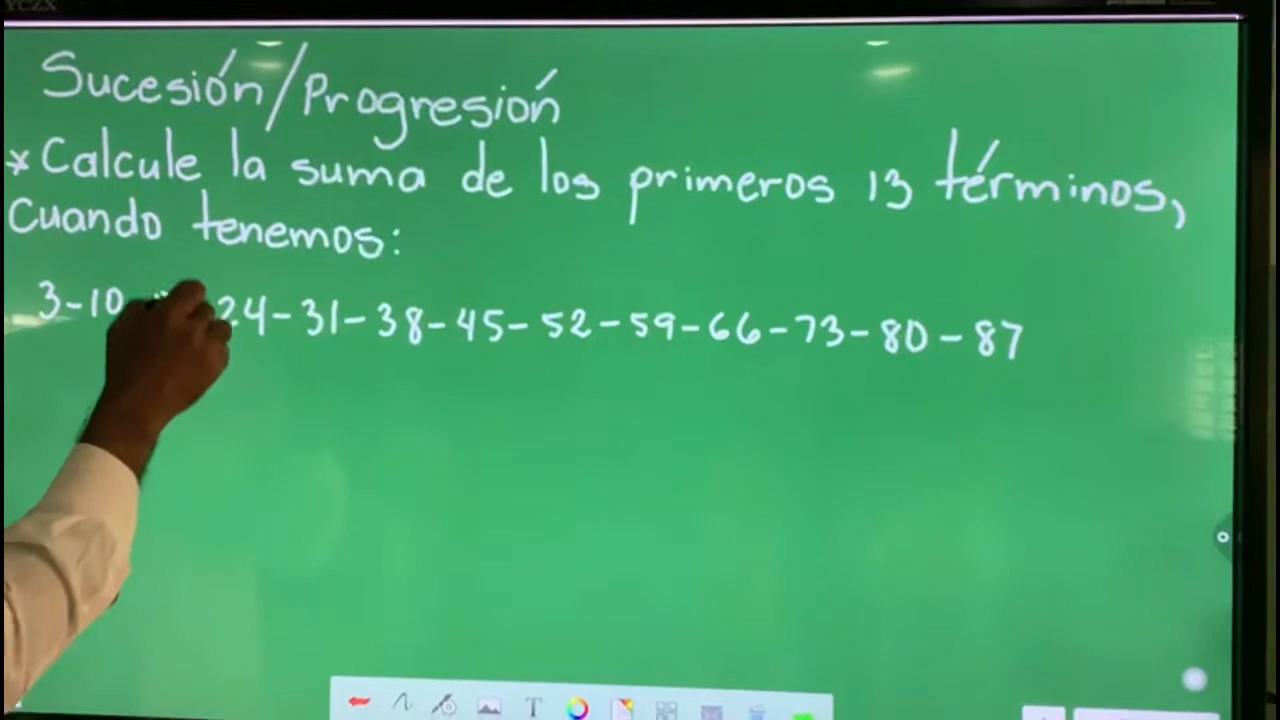 Sucesión/Progresión
*Calcule la suma de los primeros 13 términos,
Cuando tenemos:
3-10 24-31-38-45-52-59-66-73-80-87
T